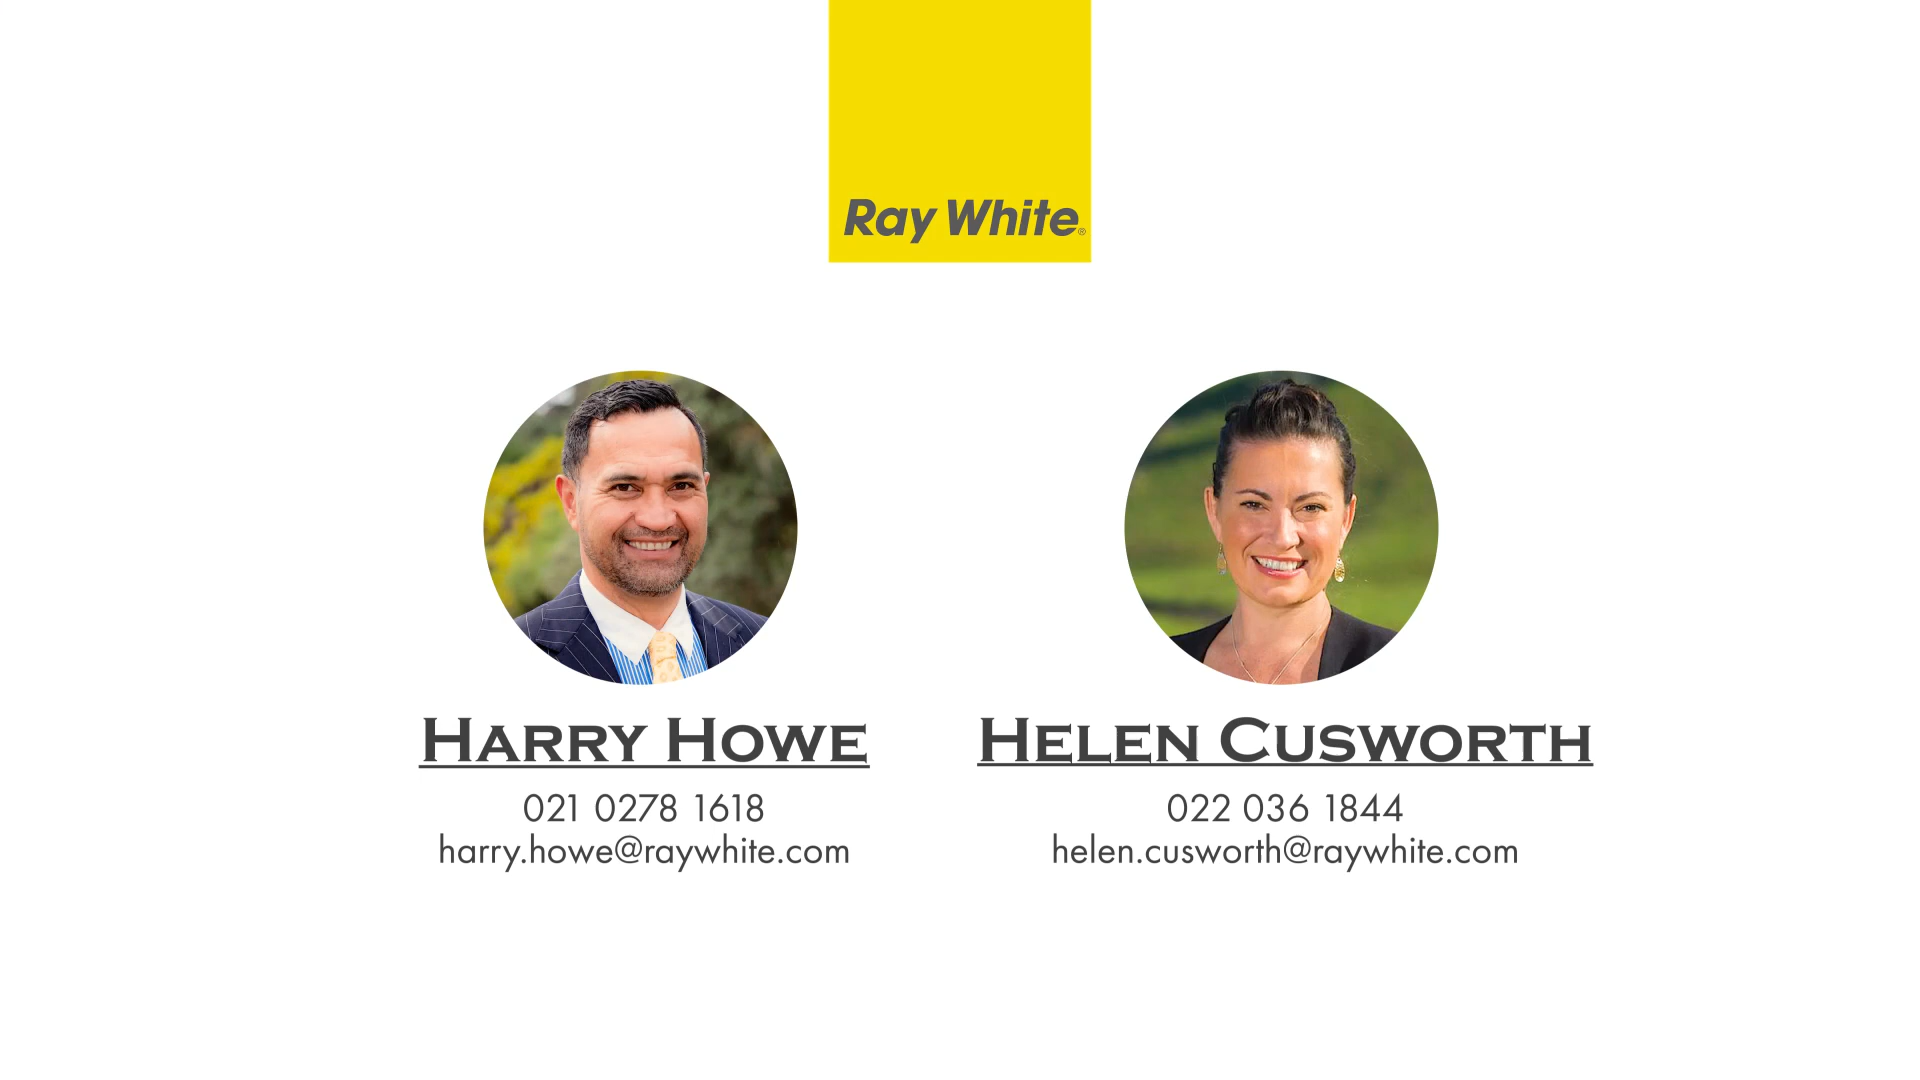 Ray White®
Harry Howe
021 0278 1618
harry.howe@raywhite.com
Helen Cusworth
022 036 1844
helen.cusworth@raywhite.com